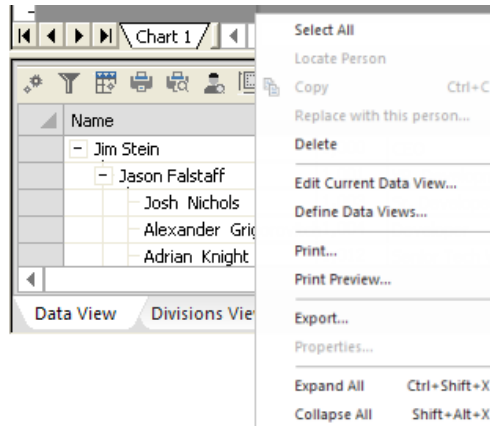 Chart 1
Name
Jim Stein
Jason Falstaff
Josh Nichols
Alexander
Adrian Knight
Data View
Divisions
Select All
Locate Person
Copy Ctrl+C
Replace with this person...
Delete
Edit Current Data View...
Define Data Views...
Print...
Print Preview...
Export...
Properties...
Expand All Ctrl+Shift+X
Collapse All Shift+Alt+X